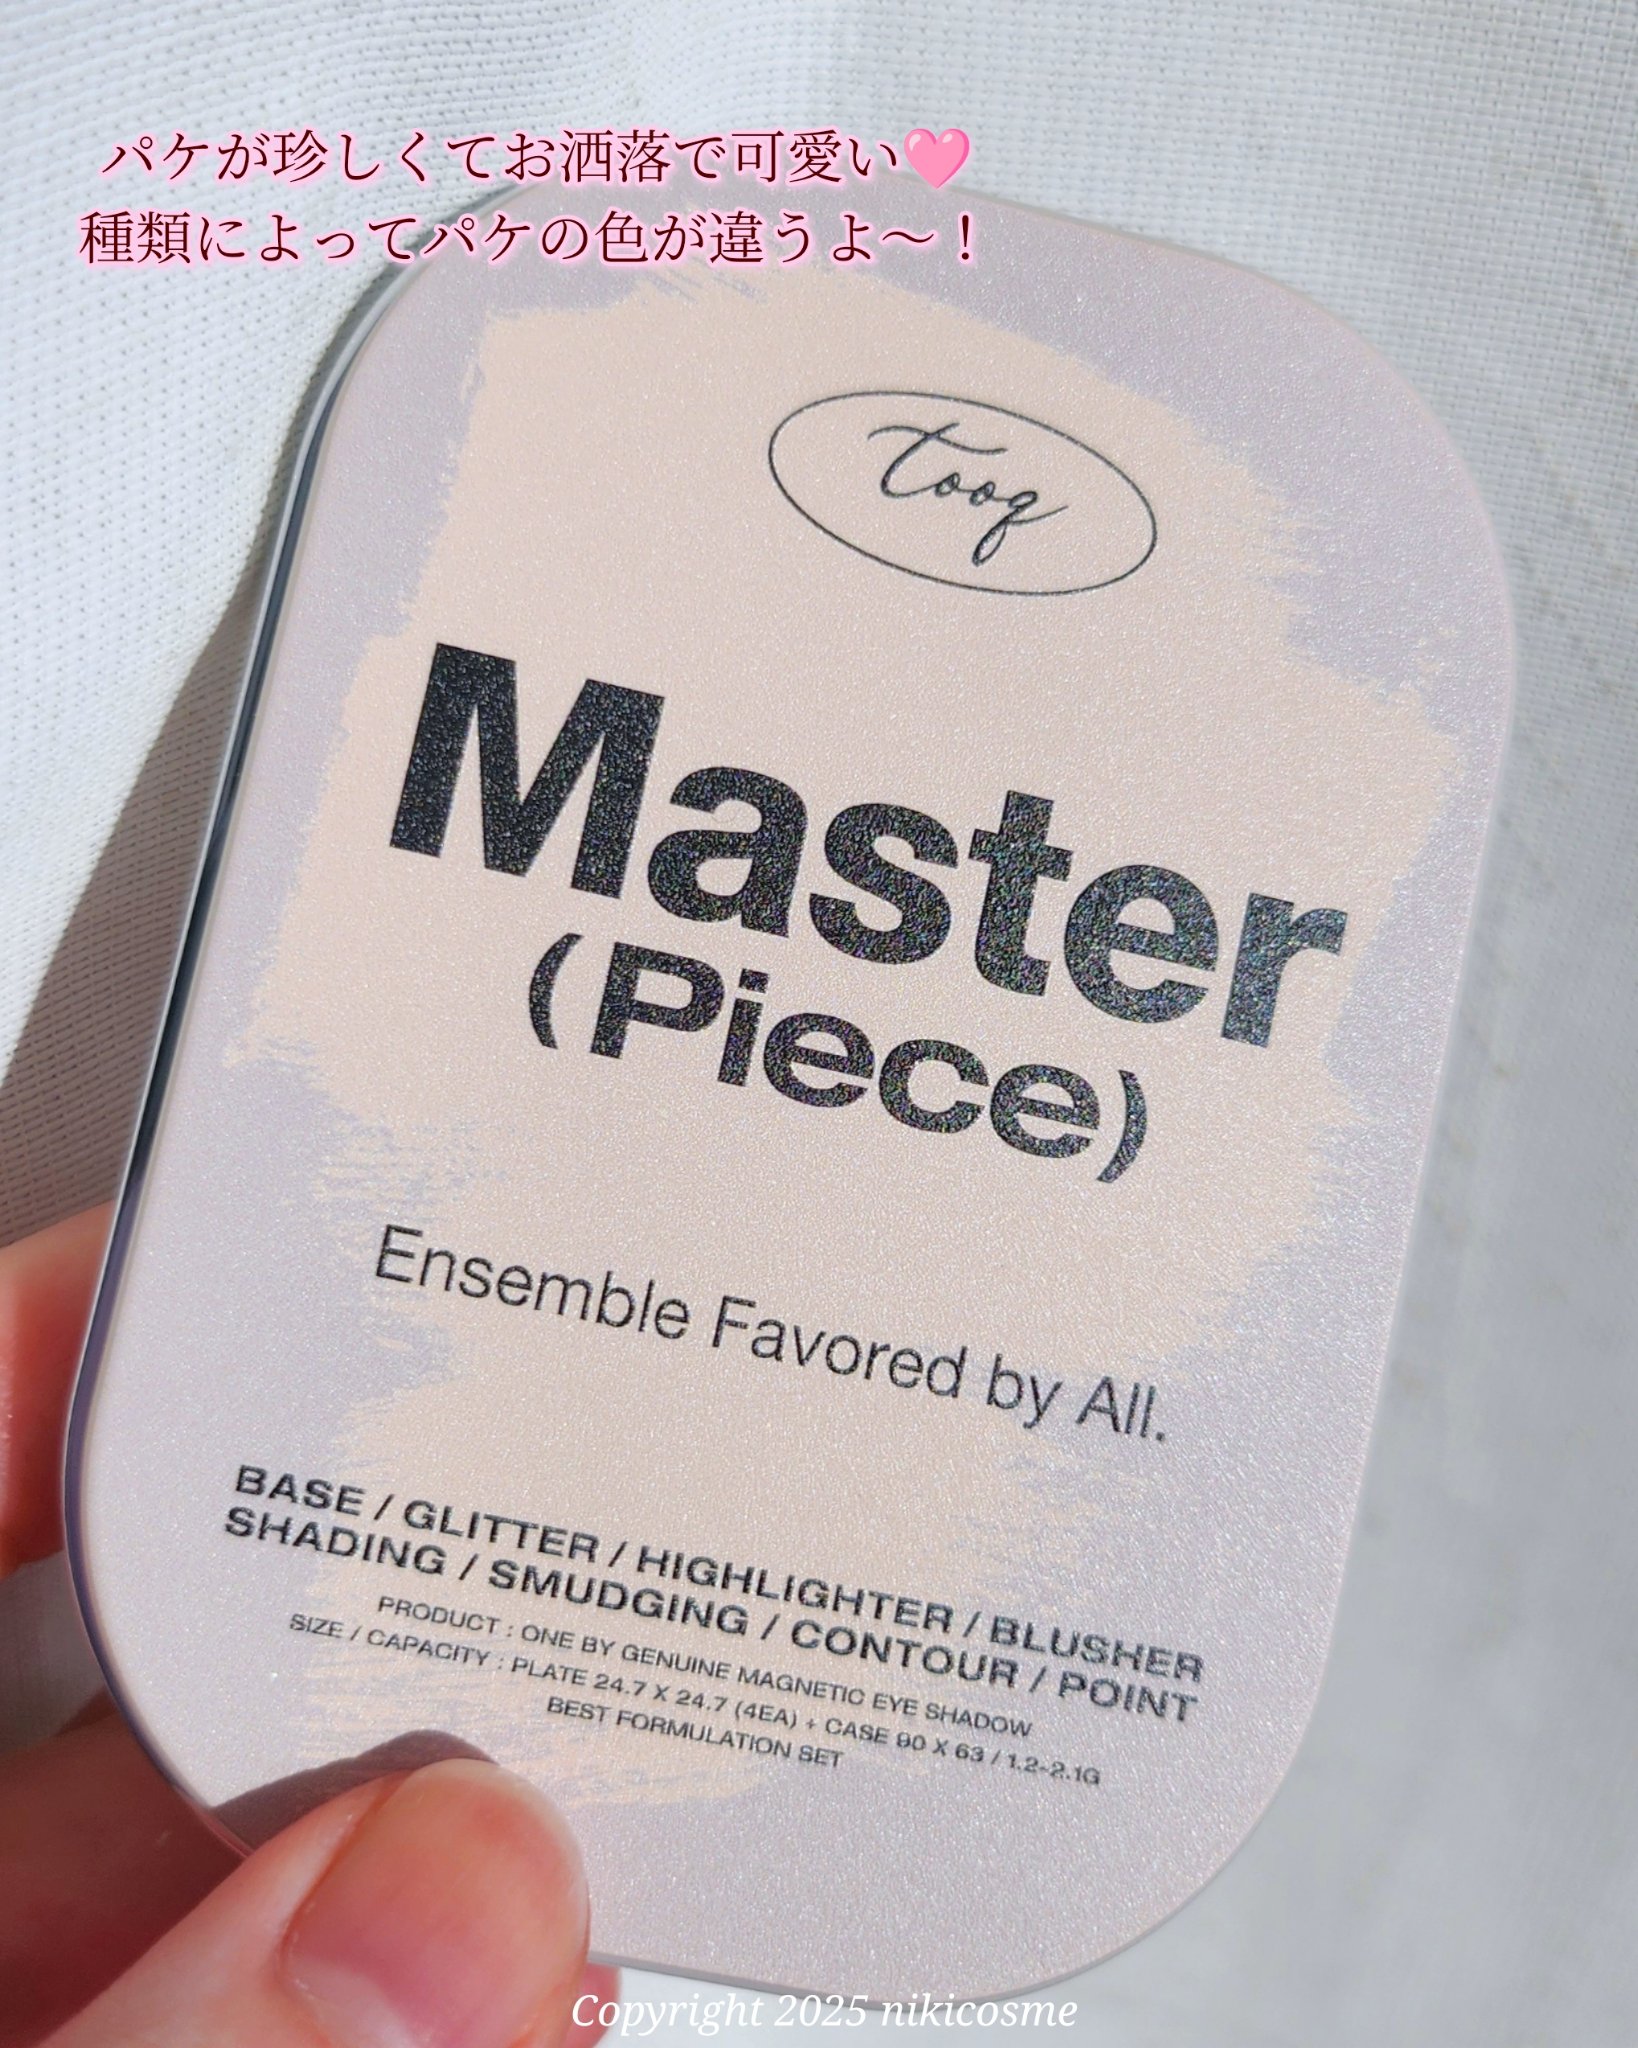 パケが珍しくてお洒落で可愛い🩷
種類によってパケの色が違うよ〜！
tooq
Master
(Piece)
Ensemble Favored by All.
BASE / GLITTER / HIGHLIGHTER / BLUSHER
SHADING / SMUDGING / CONTOUR / POINT
PRODUCT : ONE BY GENUINE MAGNETIC EYE SHADOW
SIZE / CAPACITY : PLATE 24.7 X 24.7 (4EA) + CASE 90 X 63 / 1.2~2.1G
BEST FORMULATION SET
Copyright 2025 nikicosme